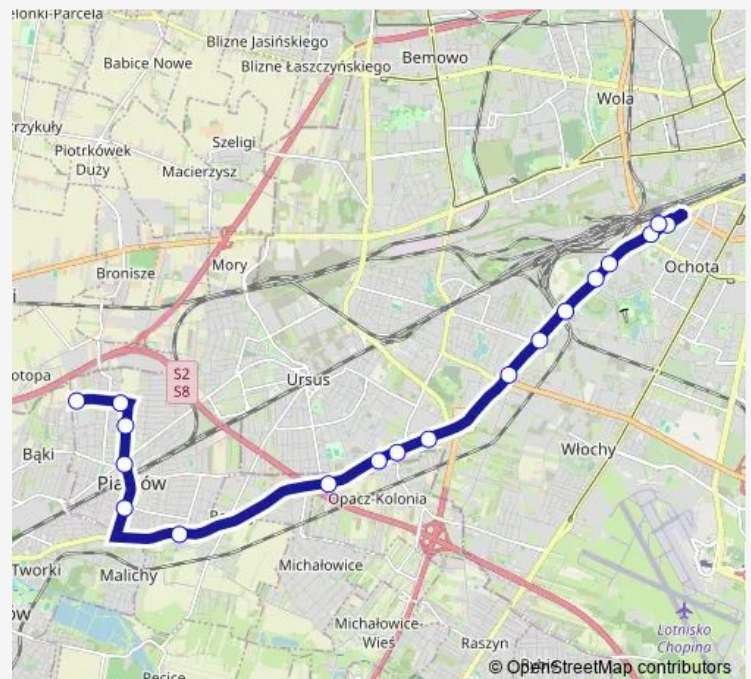 Babice Nowe
Blizne Jasińskiego
Blizne Łaszczyńskiego
Bemowo
Wola
Piotrkówek
Duży
Szeligi
Macierzysz
Bronisze
Mory
Ochota
S2
S8
Ursus
Bąki
Włochy
Opacz-Kolonia
Tworki
Malichy
Michałowice
Michałowice-
Wieś
Raszyn
Lotnisko
Chopina
© OpenStreetMap contributors